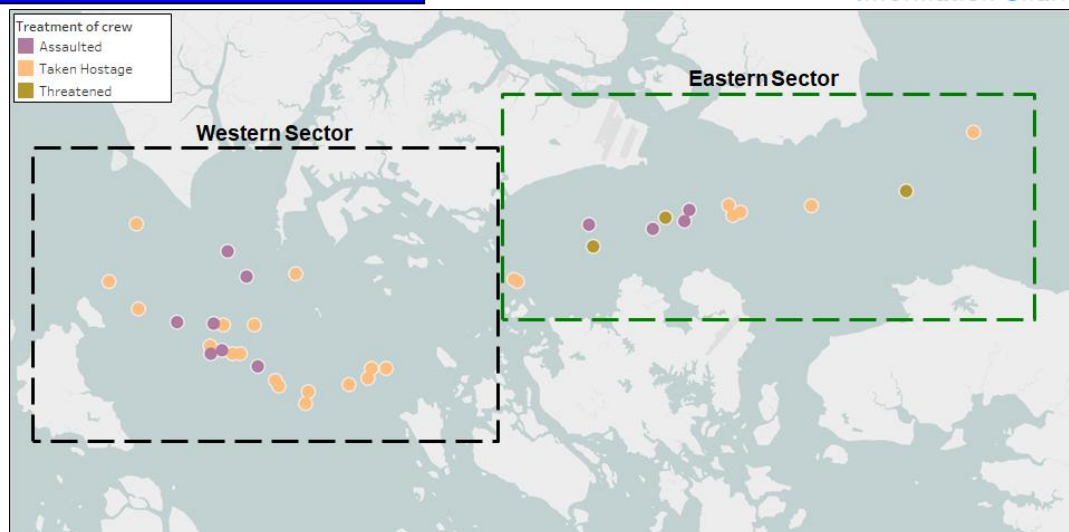 Treatment of crew
Assaulted
Taken Hostage
Threatened
Western Sector
Eastern Sector